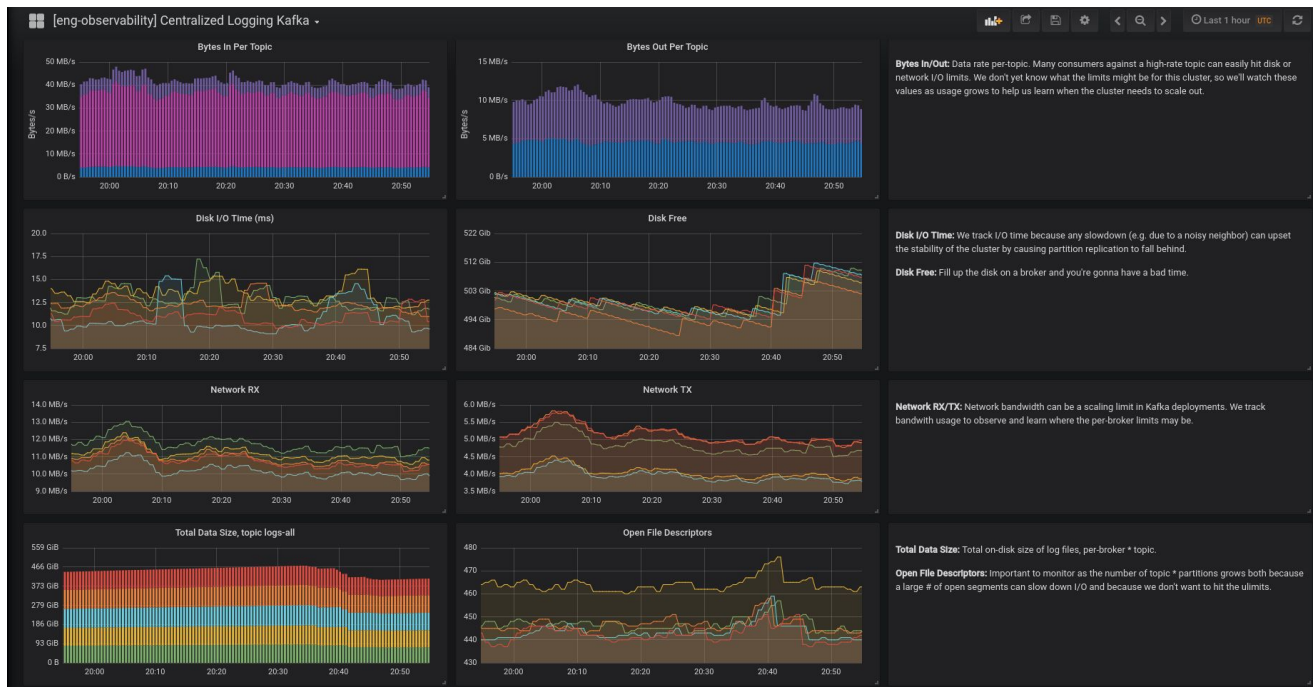 [eng-observability] Centralized Logging Kafka
Last 1 hour UTC
Bytes In Per Topic
50 MB/s
40 MB/s
30 MB/s
20 MB/s
10 MB/s
0 B/s
Bytes/s
20:00 20:10 20:20 20:30 20:40 20:50
Bytes Out Per Topic
15 MB/s
10 MB/s
5 MB/s
0 B/s
Bytes/s
20:00 20:10 20:20 20:30 20:40 20:50
Bytes In/Out: Data rate per-topic. Many consumers against a high-rate topic can easily hit disk or
network I/O limits. We don't yet know what the limits might be for this cluster, so we'll watch these
values as usage grows to help us learn when the cluster needs to scale out.
Disk I/O Time (ms)
20.0
17.5
15.0
12.5
10.0
7.5
20:00 20:10 20:20 20:30 20:40 20:50
Disk Free
522 Gib
512 Gib
503 Gib
494 Gib
484 Gib
20:00 20:10 20:20 20:30 20:40 20:50
Disk I/O Time: We track I/O time because any slowdown (e.g. due to a noisy neighbor) can upset
the stability of the cluster by causing partition replication to fall behind.
Disk Free: Fill up the disk on a broker and you're gonna have a bad time.
Network RX
14.0 MB/s
13.0 MB/s
12.0 MB/s
11.0 MB/s
10.0 MB/s
9.0 MB/s
20:00 20:10 20:20 20:30 20:40 20:50
Network TX
6.0 MB/s
5.5 MB/s
5.0 MB/s
4.5 MB/s
4.0 MB/s
3.5 MB/s
20:00 20:10 20:20 20:30 20:40 20:50
Network RX/TX: Network bandwidth can be a scaling limit in Kafka deployments. We track
bandwith usage to observe and learn where the per-broker limits may be.
Total Data Size, topic logs-all
559 GiB
466 GiB
373 GiB
279 GiB
186 GiB
93 GiB
0 B
20:00 20:10 20:20 20:30 20:40 20:50
Open File Descriptors
480
470
460
450
440
430
20:00 20:10 20:20 20:30 20:40 20:50
Total Data Size: Total on-disk size of log files, per-broker * topic.
Open File Descriptors: Important to monitor as the number of topic * partitions grows both because
a large # of open segments can slow down I/O and because we don't want to hit the ulimits.